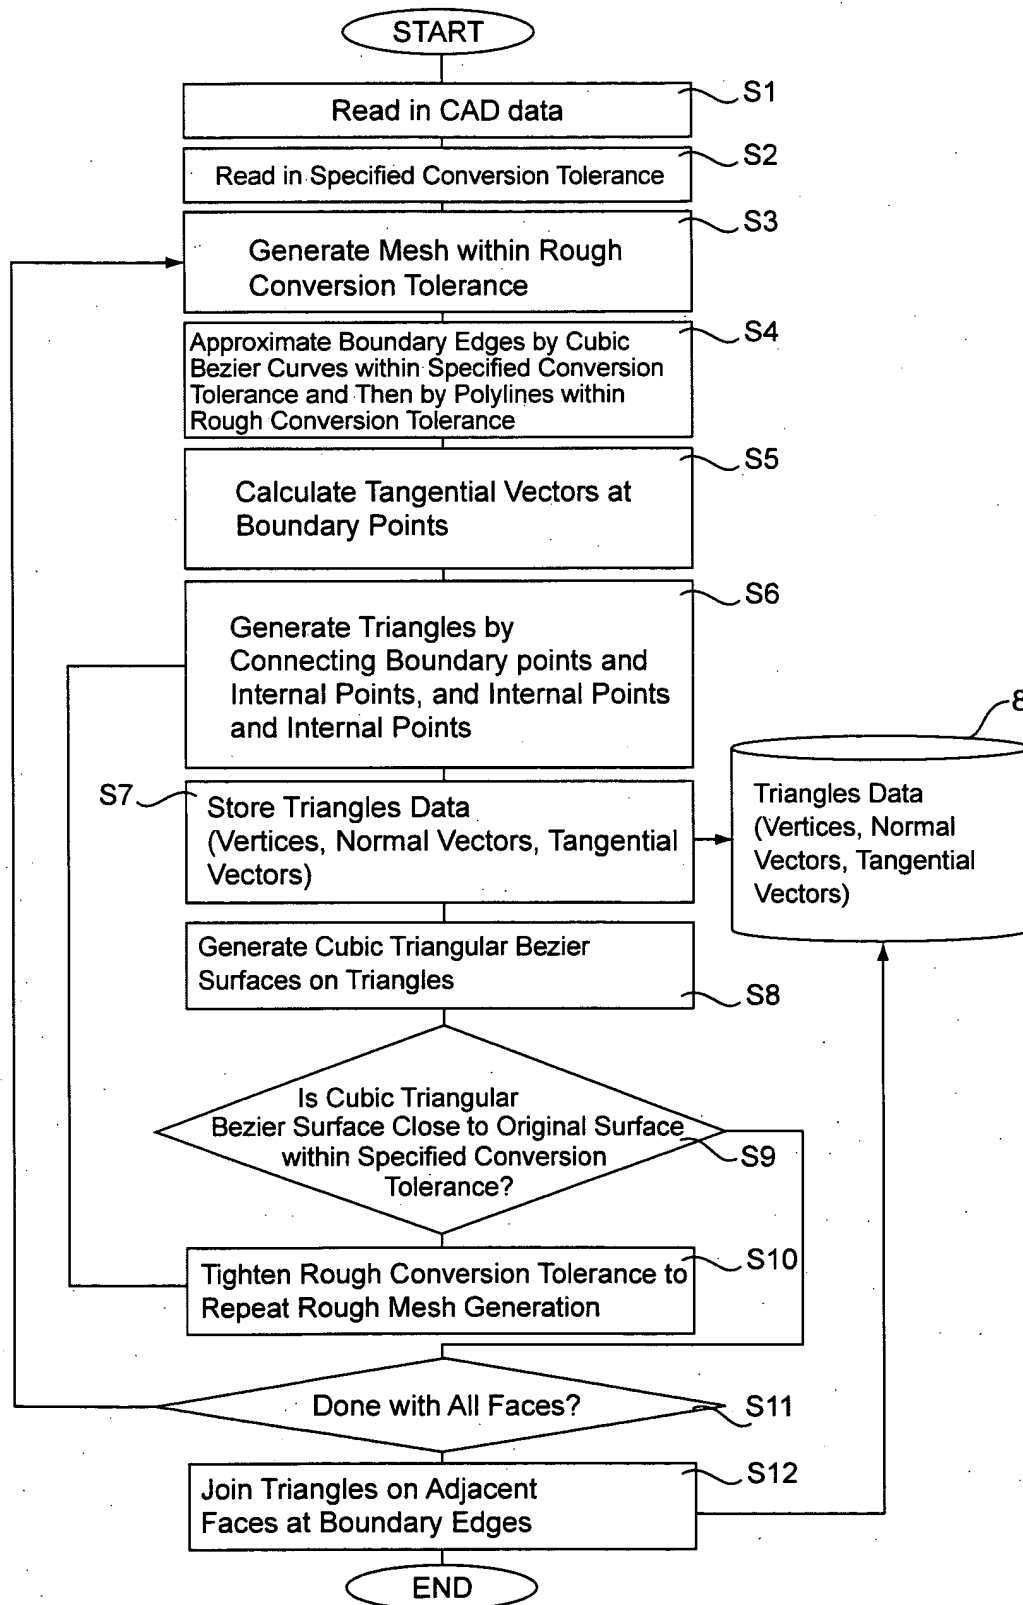 START
Read in CAD data
S1
Read in Specified Conversion Tolerance
S2
Generate Mesh within Rough
Conversion Tolerance
S3
Approximate Boundary Edges by Cubic
Bezier Curves within Specified Conversion
Tolerance and Then by Polylines within
Rough Conversion Tolerance
S4
Calculate Tangential Vectors at
Boundary Points
S5
Generate Triangles by
Connecting Boundary points and
Internal Points, and Internal Points
and Internal Points
S6
S7
Store Triangles Data
(Vertices, Normal Vectors, Tangential
Vectors)
8
Triangles Data
(Vertices, Normal
Vectors, Tangential
Vectors)
Generate Cubic Triangular Bezier
Surfaces on Triangles
S8
Is Cubic Triangular
Bezier Surface Close to Original Surface
within Specified Conversion
Tolerance?
S9
Tighten Rough Conversion Tolerance to
Repeat Rough Mesh Generation
S10
Done with All Faces?
S11
Join Triangles on Adjacent
Faces at Boundary Edges
S12
END